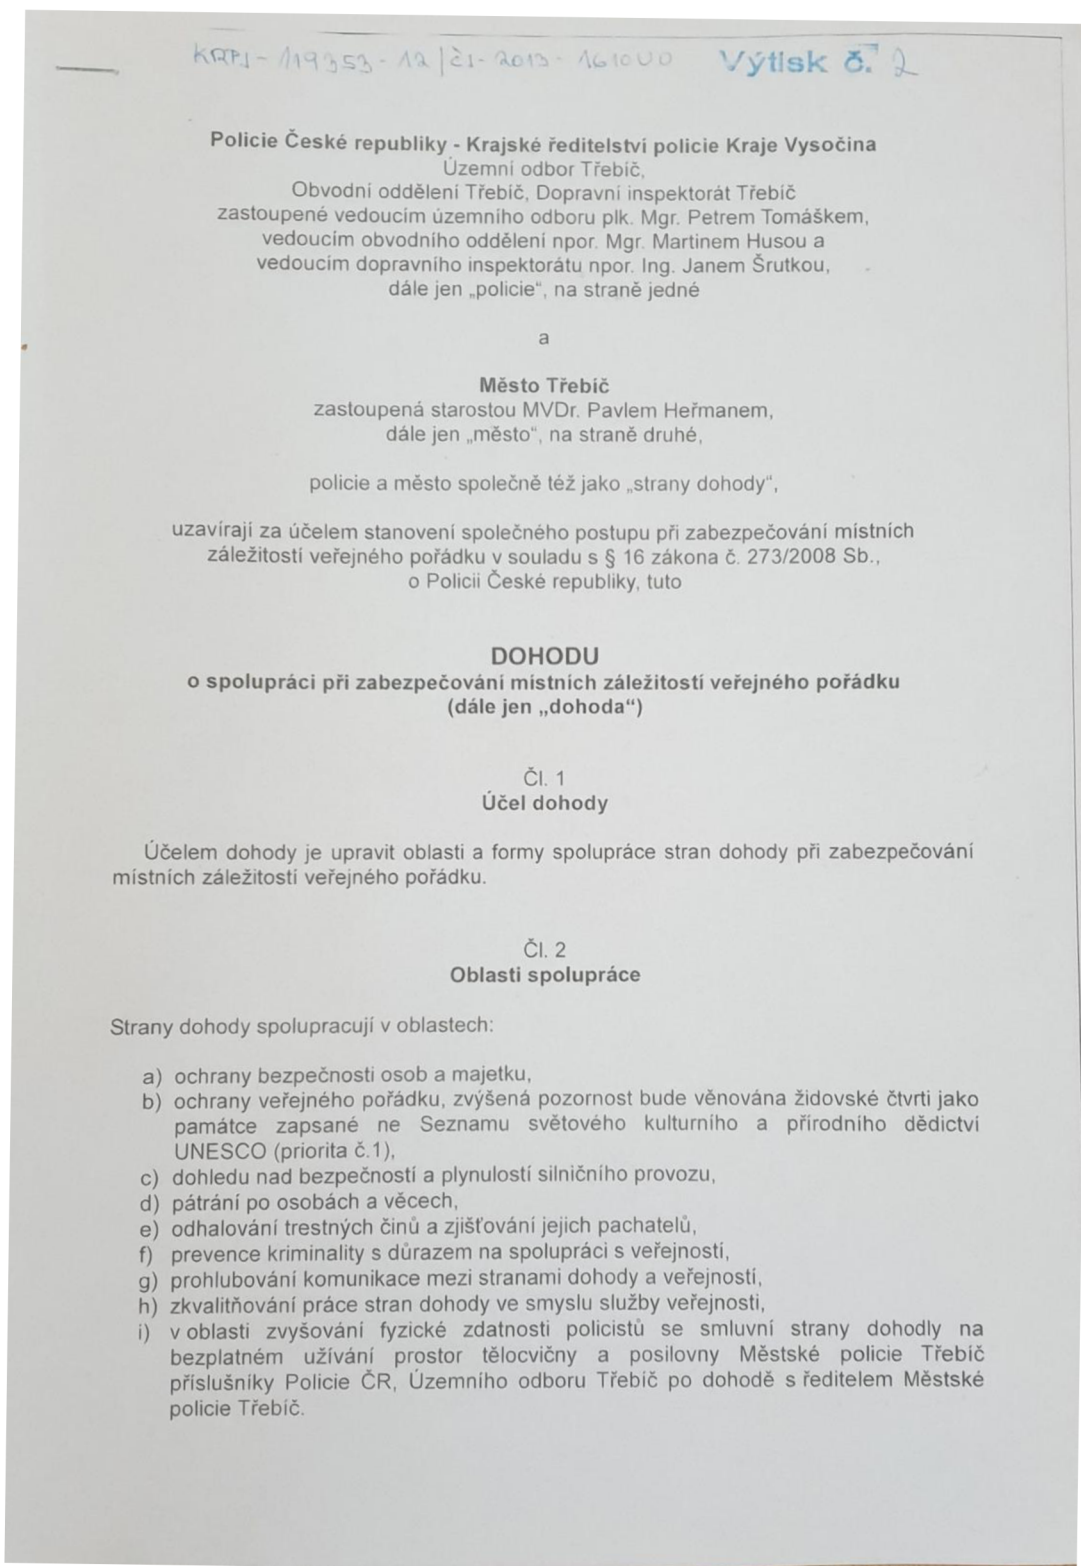 KRPJ-119353-12/čj-2013-161000 Výtisk č. 2
Policie České republiky - Krajské ředitelství policie Kraje Vysočina
Územní odbor Třebíč,
Obvodní oddělení Třebíč, Dopravní inspektorát Třebíč
zastoupené vedoucím územního odboru plk. Mgr. Petrem Tomáškem,
vedoucím obvodního oddělení npor. Mgr. Martinem Husou a
vedoucím dopravního inspektorátu npor. Ing. Janem Šrutkou,
dále jen „policie“, na straně jedné
a
Město Třebíč
zastoupená starostou MVDr. Pavlem Heřmanem,
dále jen „město“, na straně druhé,
policie a město společně též jako „strany dohody“,
uzavírají za účelem stanovení společného postupu při zabezpečování místních
záležitostí veřejného pořádku v souladu s § 16 zákona č. 273/2008 Sb.,
o Policii České republiky, tuto
DOHODU
o spolupráci při zabezpečování místních záležitostí veřejného pořádku
(dále jen „dohoda“)
Čl. 1
Účel dohody
Účelem dohody je upravit oblasti a formy spolupráce stran dohody při zabezpečování
místních záležitostí veřejného pořádku.
Čl. 2
Oblasti spolupráce
Strany dohody spolupracují v oblastech:
a) ochrany bezpečnosti osob a majetku,
b) ochrany veřejného pořádku, zvýšená pozornost bude věnována židovské čtvrti jako
památce zapsané ne Seznamu světového kulturního a přírodního dědictví
UNESCO (priorita č.1),
c) dohledu nad bezpečností a plynulostí silničního provozu,
d) pátrání po osobách a věcech,
e) odhalování trestných činů a zjišťování jejich pachatelů,
f) prevence kriminality s důrazem na spolupráci s veřejností,
g) prohlubování komunikace mezi stranami dohody a veřejností,
h) zkvalitňování práce stran dohody ve smyslu služby veřejnosti,
i) v oblasti zvyšování fyzické zdatnosti policistů se smluvní strany dohodly na
bezplatném užívání prostor tělocvičny a posilovny Městské policie Třebíč
příslušníky Policie ČR, Územního odboru Třebíč po dohodě s ředitelem Městské
policie Třebíč.